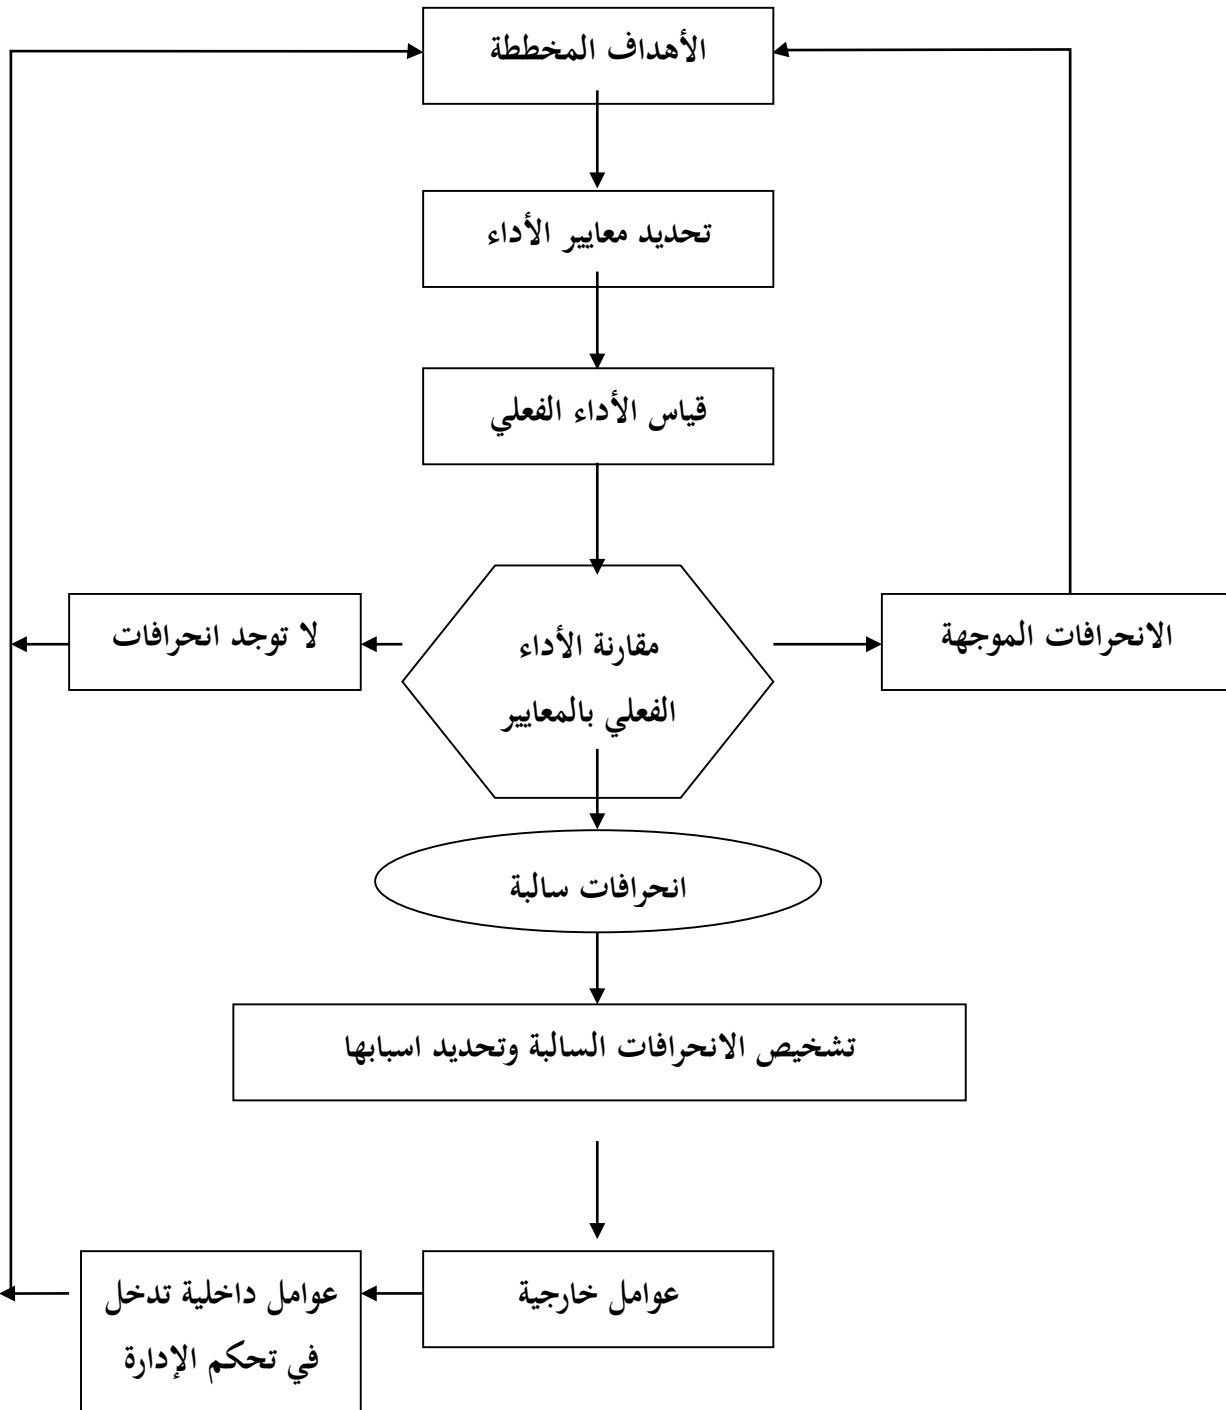 الأهداف المخططة
تحديد معايير الأداء
قياس الأداء الفعلي
الانحرافات الموجهة
مقارنة الأداء
الفعلي بالمعايير
لا توجد انحرافات
انحرافات سالبة
تشخيص الانحرافات السالبة وتحديد اسبابها
عوامل خارجية
عوامل داخلية تدخل
في تحكم الإدارة